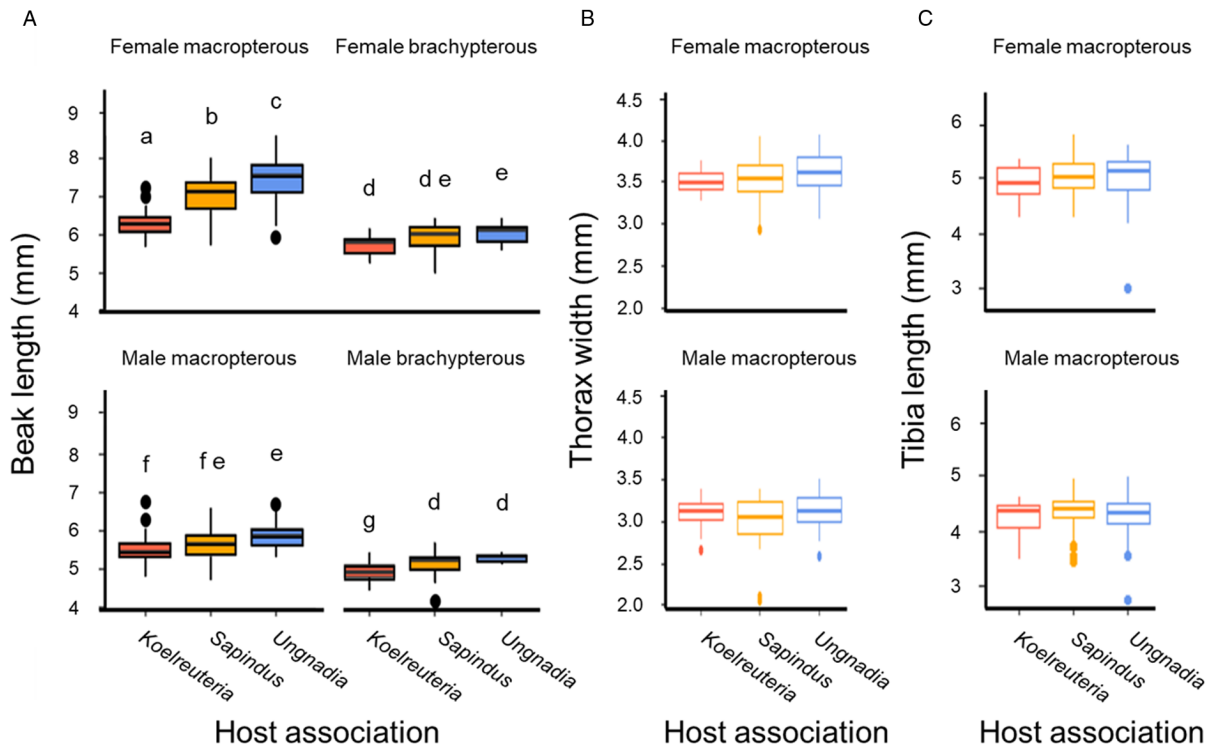 A
B
C
Female macropterous
Female brachypterous
Female macropterous
Female macropterous
Beak length (mm)
9
8
7
6
5
4
a
b
c
d
d e
e
Thorax width (mm)
4.5
4.0
3.5
3.0
2.5
2.0
Tibia length (mm)
6
5
4
3
Male macropterous
Male brachypterous
Male macropterous
Male macropterous
9
8
7
6
5
4
f
f e
e
g
d
d
4.5
4.0
3.5
3.0
2.5
2.0
6
5
4
3
Koelreuteria
Sapindus
Ungnadia
Koelreuteria
Sapindus
Ungnadia
Koelreuteria
Sapindus
Ungnadia
Koelreuteria
Sapindus
Ungnadia
Host association
Host association
Host association